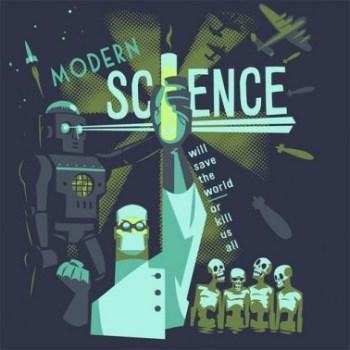 MODERN
SCIENCE
will
save
the
world
or
kill
us
all